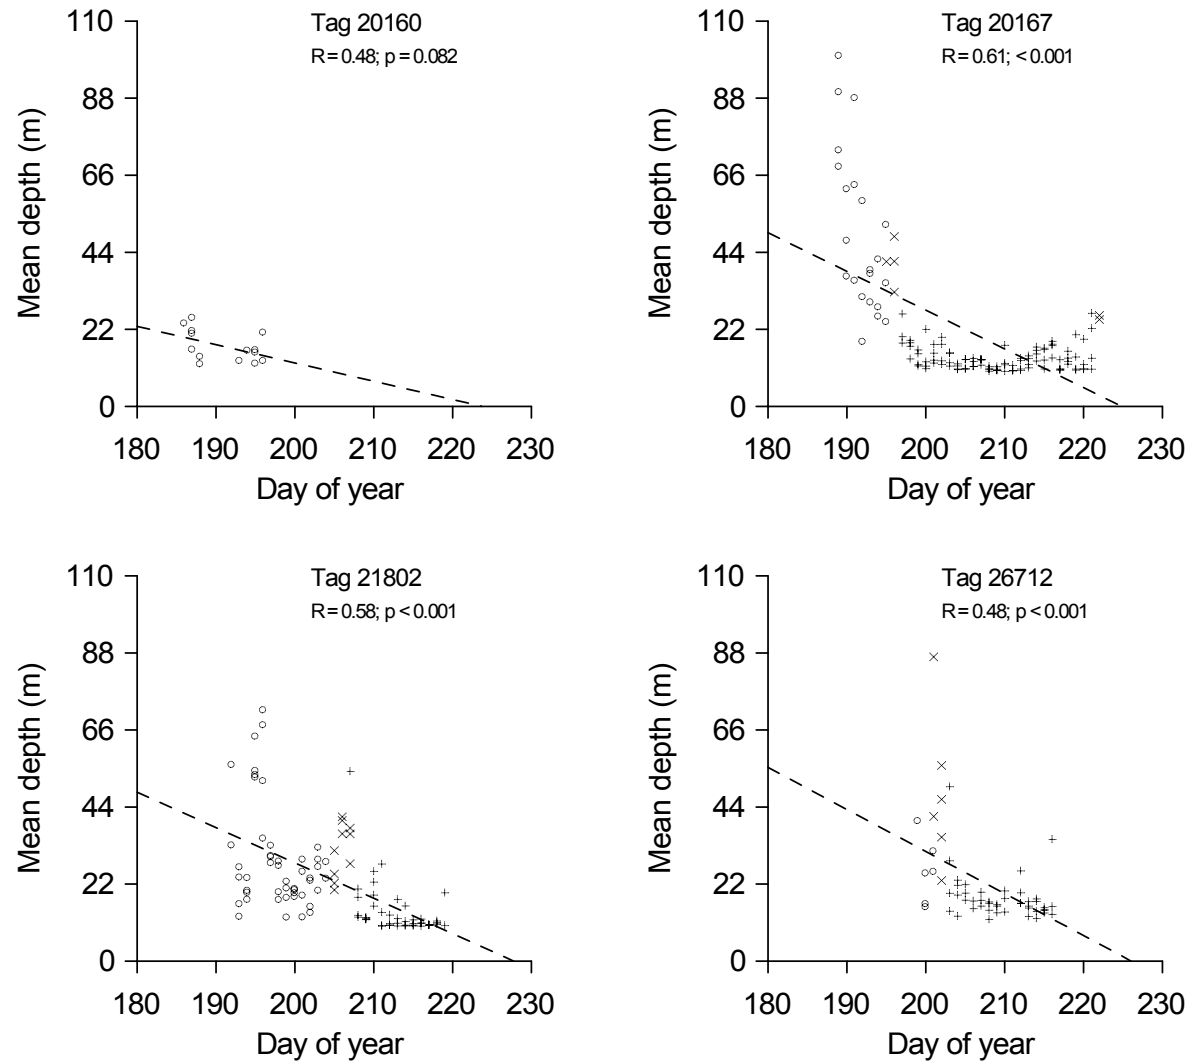 Tag 20160
R = 0.48; p = 0.082
110
88
66
44
22
0
Mean depth (m)
180 190 200 210 220 230
Day of year
Tag 20167
R = 0.61; < 0.001
110
88
66
44
22
0
Mean depth (m)
180 190 200 210 220 230
Day of year
Tag 21802
R = 0.58; p < 0.001
110
88
66
44
22
0
Mean depth (m)
180 190 200 210 220 230
Day of year
Tag 26712
R = 0.48; p < 0.001
110
88
66
44
22
0
Mean depth (m)
180 190 200 210 220 230
Day of year